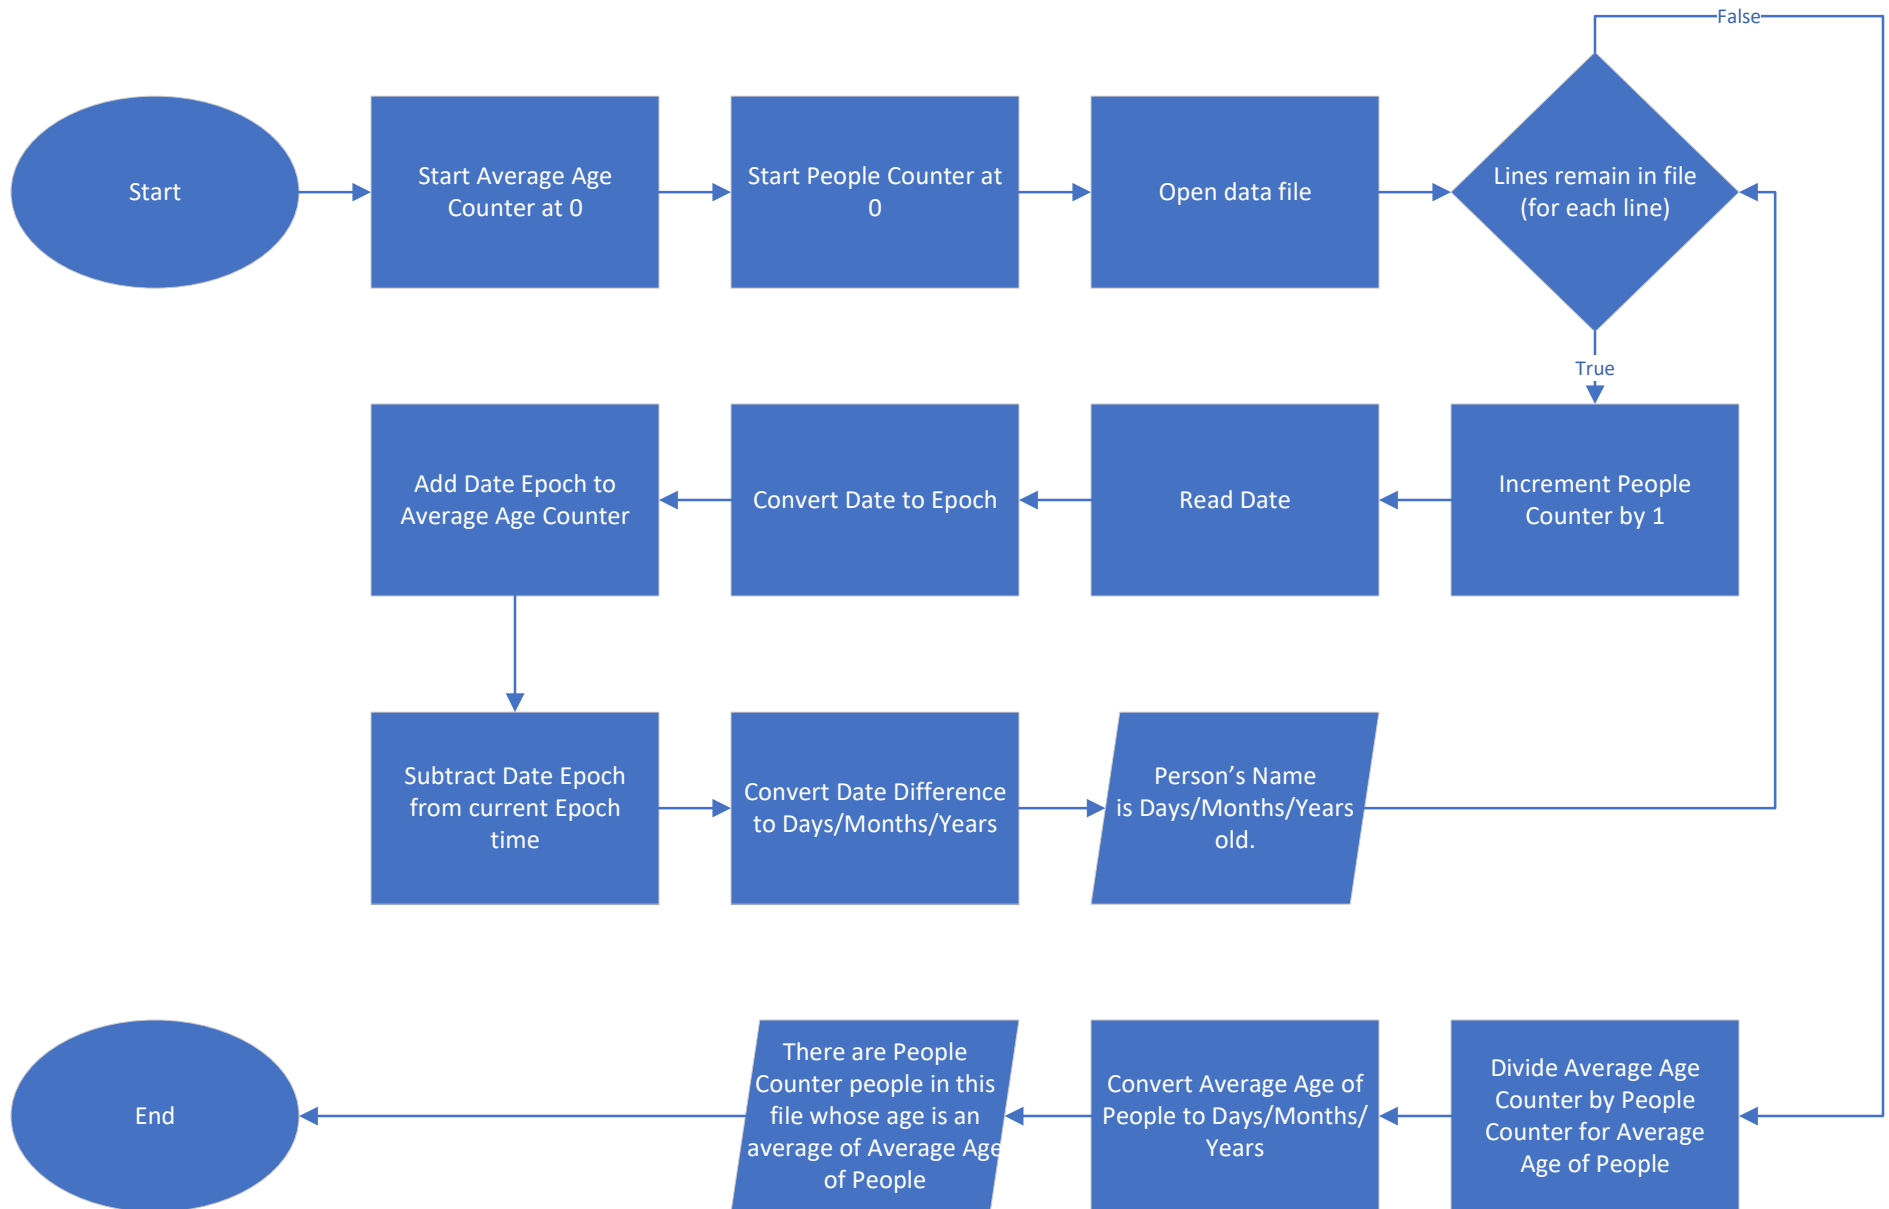 False
Start
Start Average Age
Counter at 0
Start People Counter at
0
Open data file
Lines remain in file
(for each line)
True
Increment People
Counter by 1
Read Date
Convert Date to Epoch
Add Date Epoch to
Average Age Counter
Subtract Date Epoch
from current Epoch
time
Convert Date Difference
to Days/Months/Years
Person’s Name
is Days/Months/Years
old.
Divide Average Age
Counter by People
Counter for Average
Age of People
Convert Average Age of
People to Days/Months/
Years
There are People
Counter people in this
file whose age is an
average of Average Age
of People
End